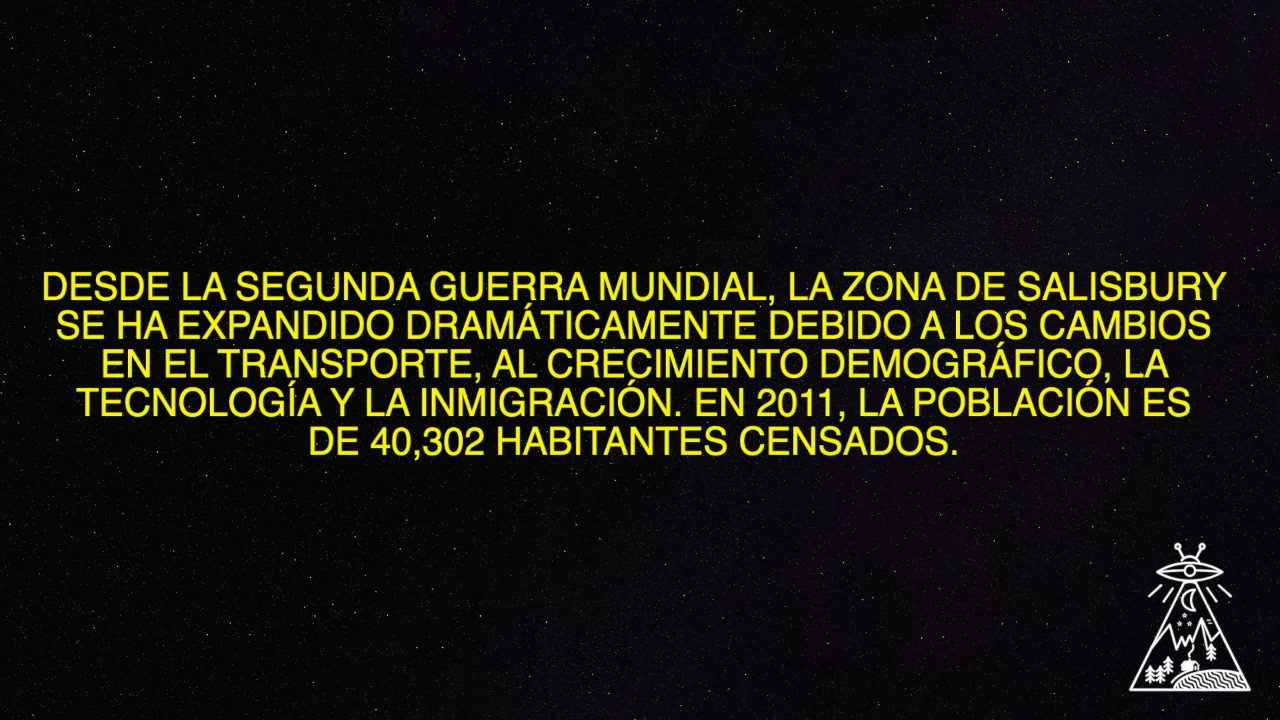 DESDE LA SEGUNDA GUERRA MUNDIAL, LA ZONA DE SALISBURY
SE HA EXPANDIDO DRAMÁTICAMENTE DEBIDO A LOS CAMBIOS
EN EL TRANSPORTE, AL CRECIMIENTO DEMOGRÁFICO, LA
TECNOLOGÍA Y LA INMIGRACIÓN. EN 2011, LA POBLACIÓN ES
DE 40,302 HABITANTES CENSADOS.